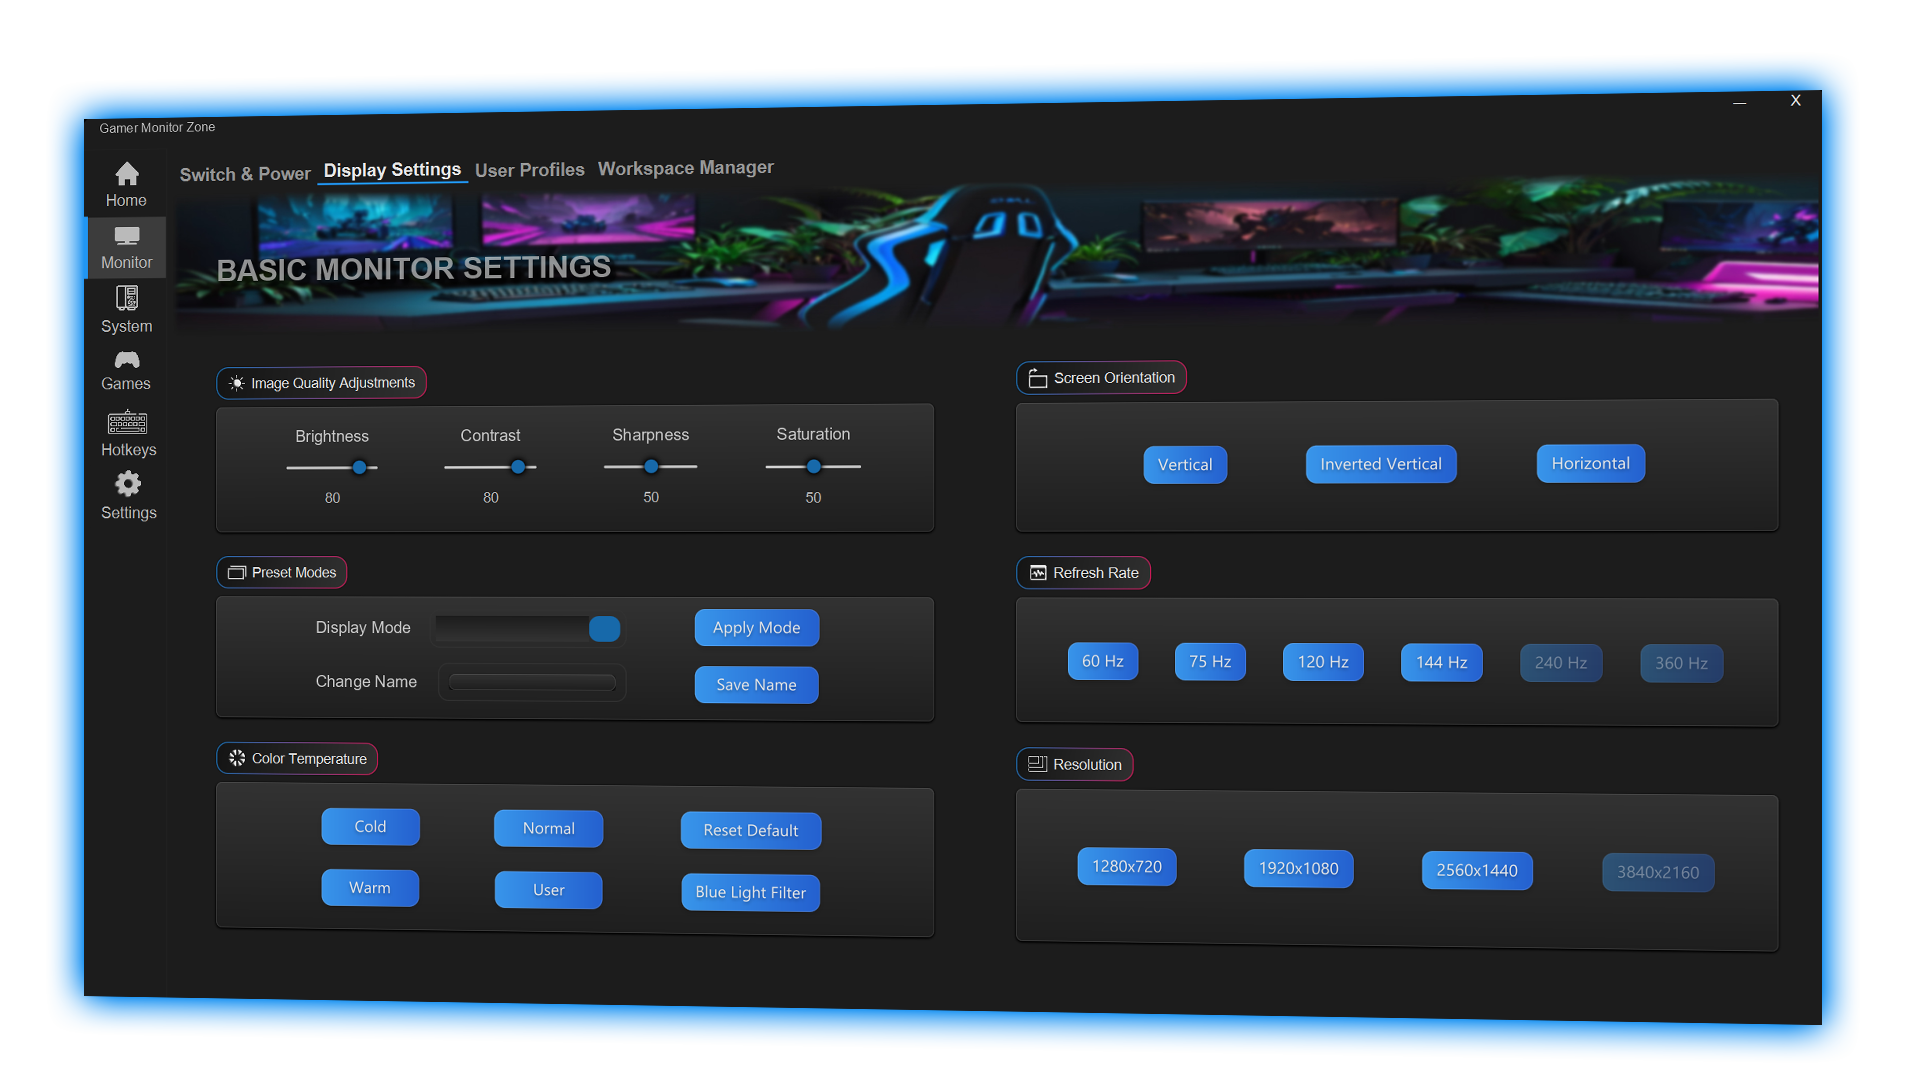 Gamer Monitor Zone
— X
Switch & Power Display Settings User Profiles Workspace Manager
Home
Monitor
System
Games
Hotkeys
Settings
BASIC MONITOR SETTINGS
Image Quality Adjustments
Brightness Contrast Sharpness Saturation
80 80 50 50
Preset Modes
Display Mode Apply Mode
Change Name Save Name
Color Temperature
Cold Normal Reset Default
Warm User Blue Light Filter
Screen Orientation
Vertical Inverted Vertical Horizontal
Refresh Rate
60 Hz 75 Hz 120 Hz 144 Hz 240 Hz 360 Hz
Resolution
1280x720 1920x1080 2560x1440 3840x2160